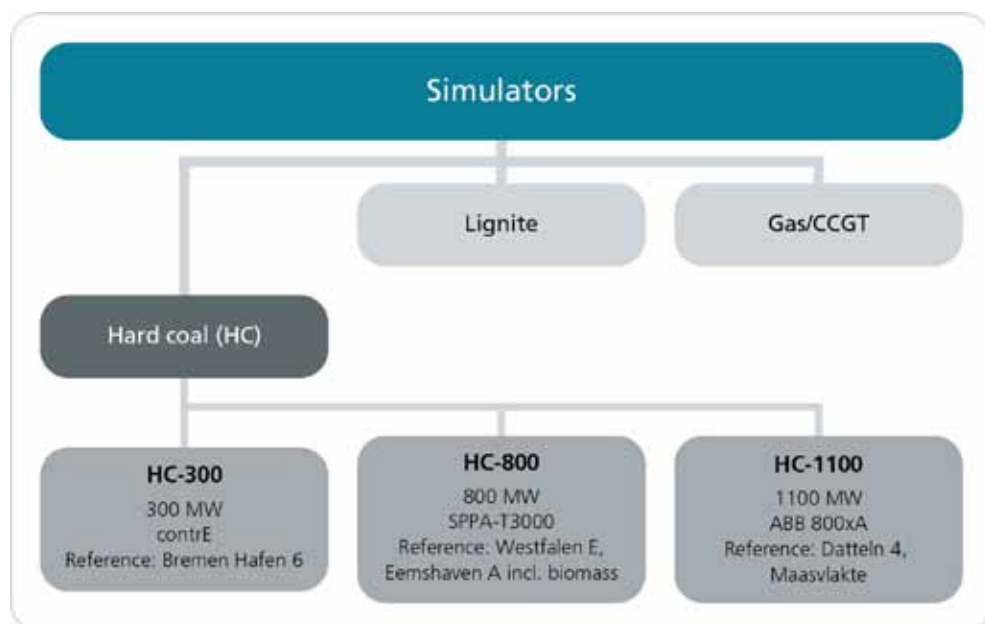 Simulators
Lignite
Gas/CCGT
Hard coal (HC)
HC-300
300 MW
contrE
Reference: Bremen Hafen 6
HC-800
800 MW
SPPA-T3000
Reference: Westfalen E,
Eemshaven A incl. biomass
HC-1100
1100 MW
ABB 800xA
Reference: Datteln 4,
Maasvlakte